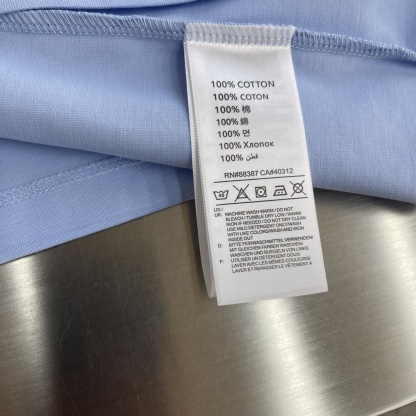 100% COTTON
100% COTON
100% 棉
100% 綿
100% 면
100% Хлопок
100% قطن
RN#88387 CA#40312
US/
UK: MACHINE WASH WARM / DO NOT
BLEACH / TUMBLE DRY LOW / WARM
IRON IF NEEDED / DO NOT DRY CLEAN
USE MILD DETERGENT ONLY/WASH
WITH LIKE COLORS/WASH AND IRON
INSIDE OUT
D: BITTE FEINWASCHMITTEL VERWENDEN/
MIT GLEICHEN FARBEN WASCHEN/
WASCHEN UND BÜGELN VON LINKS
F: UTILISER UN DETERGENT DOUX/
LAVER AVEC LES MÊMES COULEURS/
LAVER ET REPASSER LE VÊTEMENT À